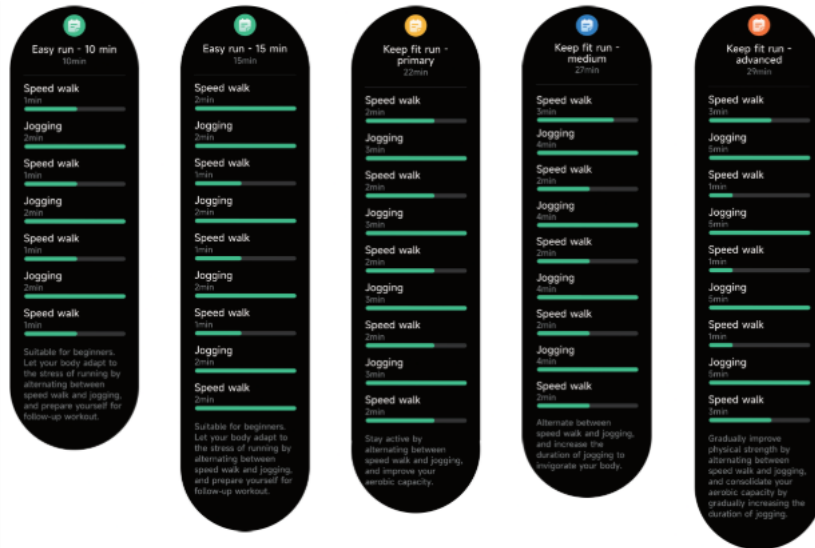 Easy run - 10 min
10min
Speed walk
1min
Jogging
2min
Speed walk
1min
Jogging
2min
Speed walk
1min
Jogging
2min
Speed walk
1min
Suitable for beginners.
Let your body adapt to
the stress of running by
alternating between
speed walk and jogging,
and prepare yourself for
follow-up workout.
Easy run - 15 min
15min
Speed walk
2min
Jogging
2min
Speed walk
1min
Jogging
2min
Speed walk
1min
Jogging
2min
Speed walk
1min
Jogging
2min
Speed walk
2min
Suitable for beginners.
Let your body adapt to
the stress of running by
alternating between
speed walk and jogging,
and prepare yourself for
follow-up workout.
Keep fit run -
primary
22min
Speed walk
2min
Jogging
3min
Speed walk
2min
Jogging
3min
Speed walk
2min
Jogging
3min
Speed walk
2min
Jogging
3min
Speed walk
2min
Stay active by
alternating between
speed walk and jogging,
and improve your
aerobic capacity.
Keep fit run -
medium
27min
Speed walk
3min
Jogging
4min
Speed walk
2min
Jogging
4min
Speed walk
2min
Jogging
4min
Speed walk
2min
Jogging
4min
Speed walk
2min
Alternate between
speed walk and jogging,
and increase the
duration of jogging to
invigorate your body.
Keep fit run -
advanced
29min
Speed walk
3min
Jogging
5min
Speed walk
1min
Jogging
5min
Speed walk
1min
Jogging
5min
Speed walk
1min
Jogging
5min
Speed walk
3min
Gradually improve
physical strength by
alternating between
speed walk and jogging,
and consolidate your
aerobic capacity by
gradually increasing the
duration of jogging.